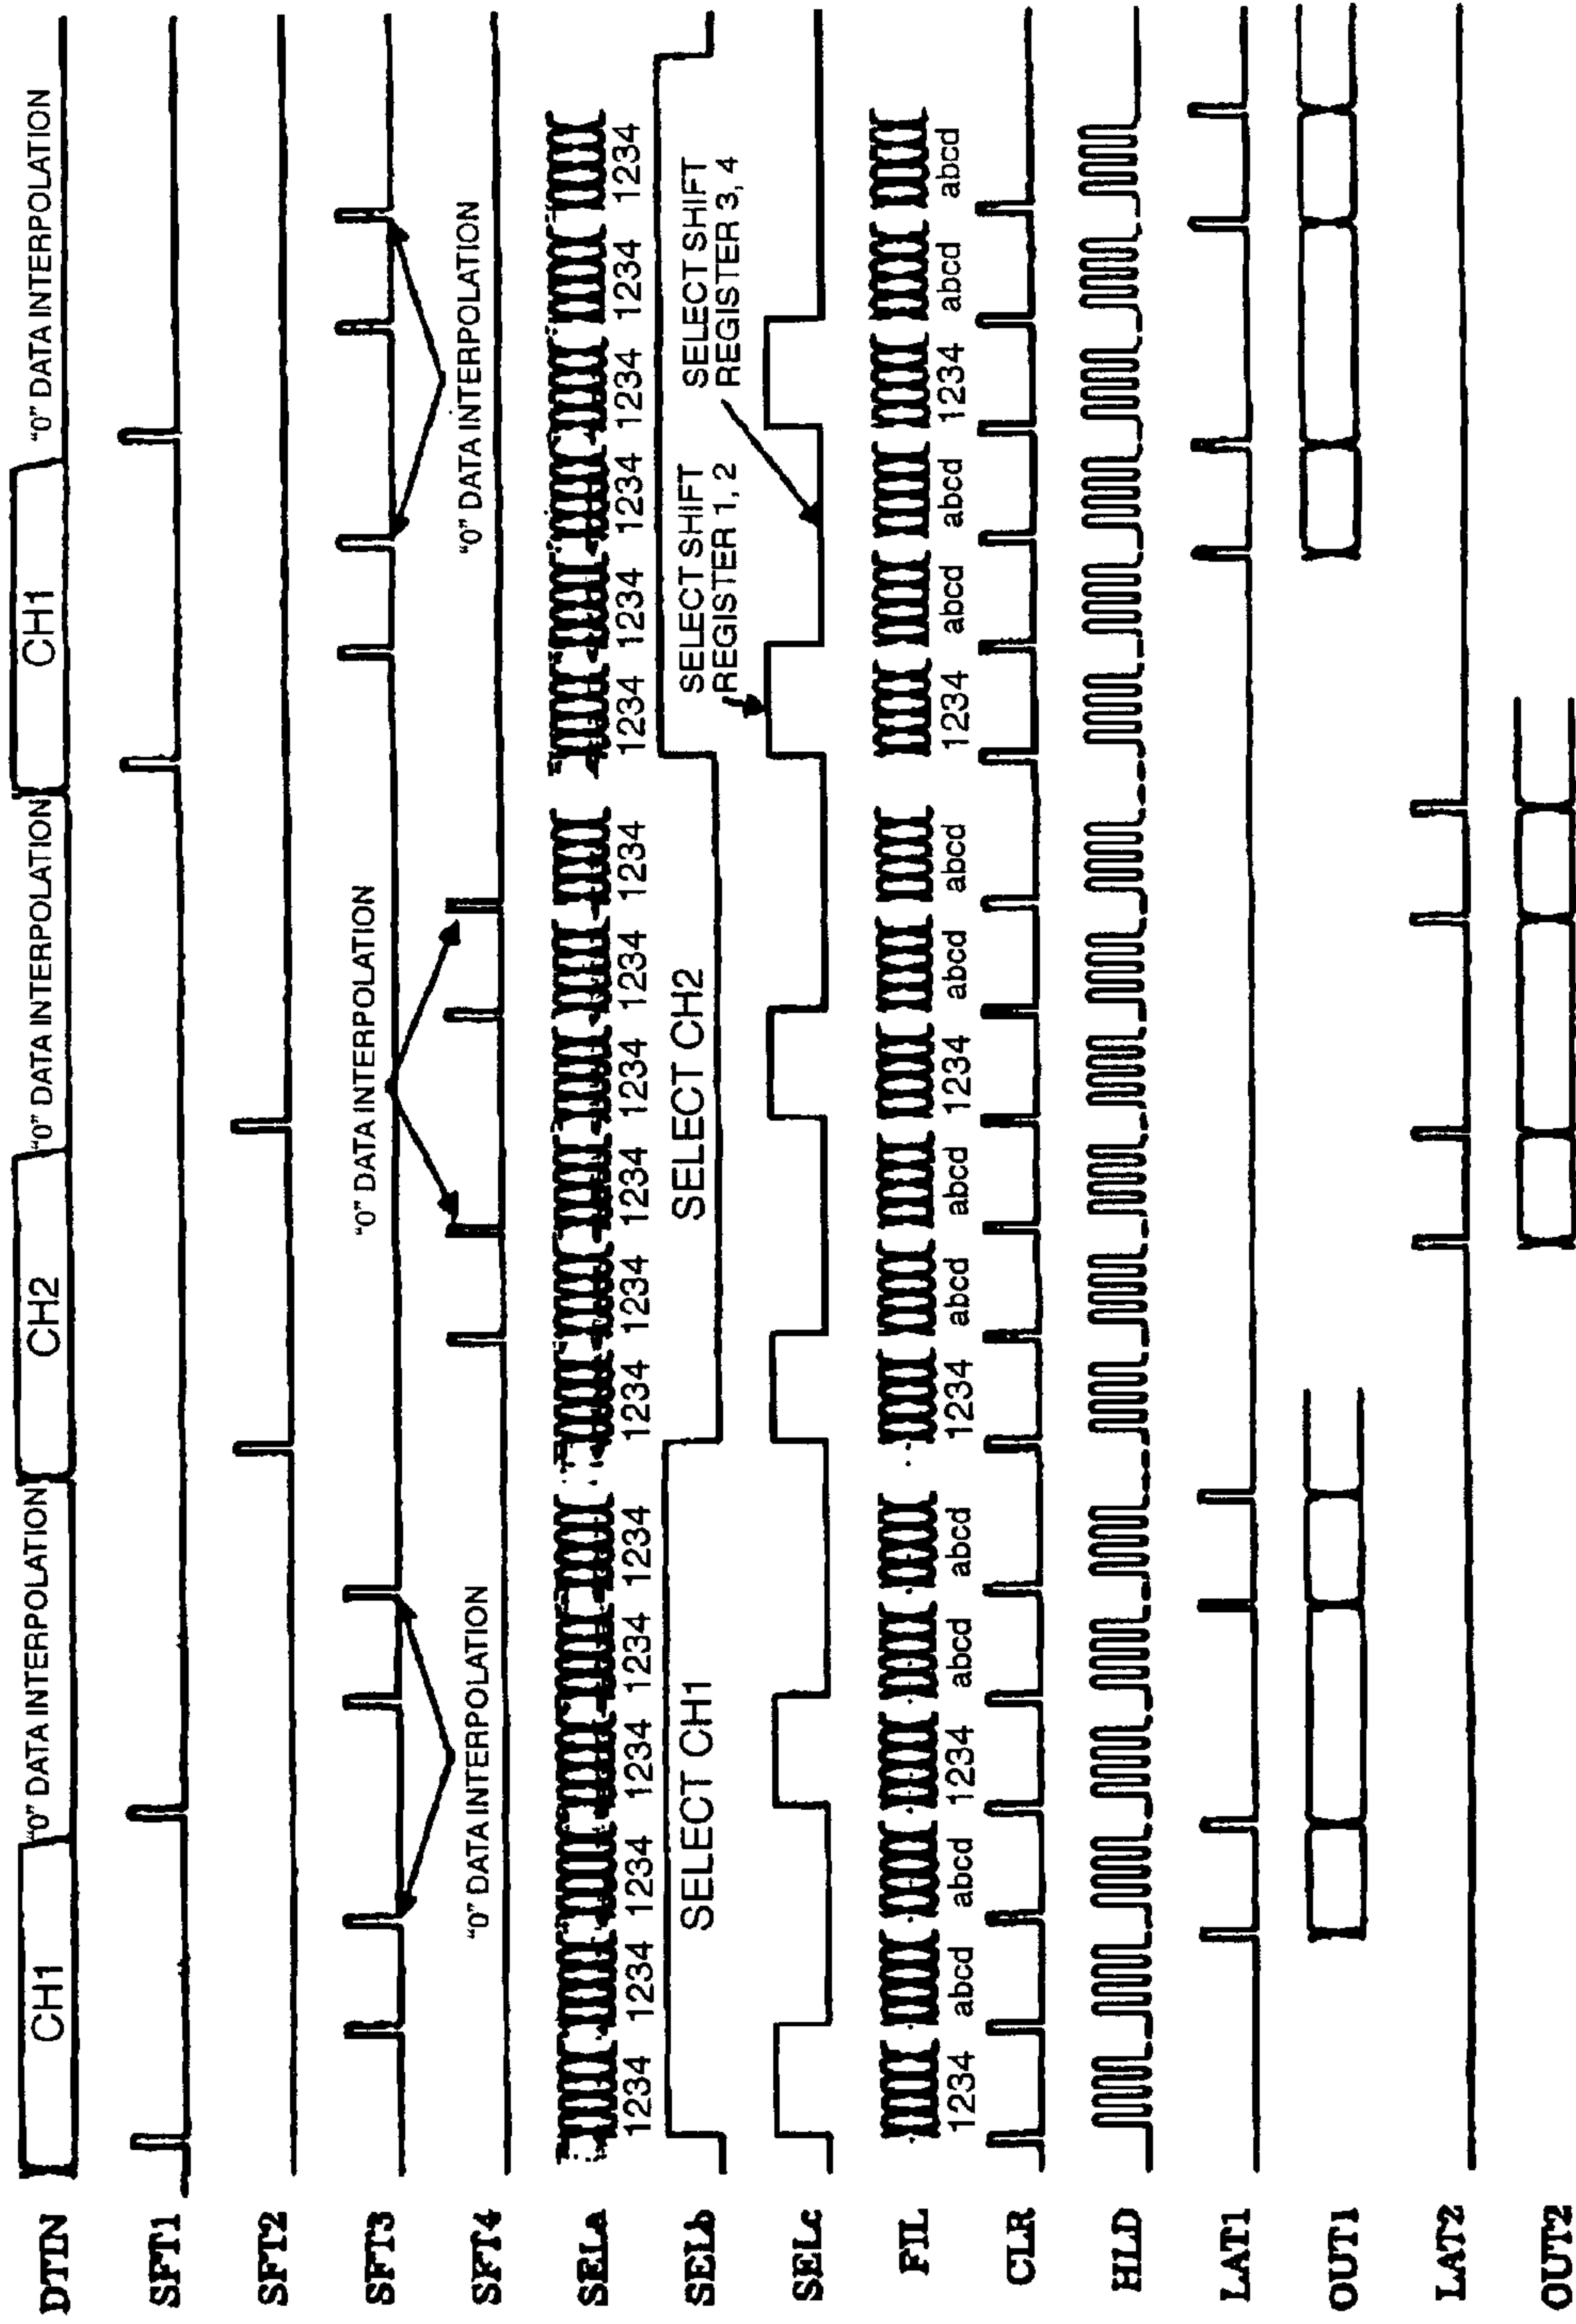 DTIN CH1 "0" DATA INTERPOLATION CH2 "0" DATA INTERPOLATION CH1 "0" DATA INTERPOLATION
SFT1
SFT2
SFT3 "0" DATA INTERPOLATION
SFT4 "0" DATA INTERPOLATION "0" DATA INTERPOLATION
SELa
1234 1234 1234 1234 1234 1234 1234 1234 1234 1234 1234 1234 1234 1234 1234 1234 1234 1234
SELb SELECT CH1 SELECT CH2
SELECT SHIFT
REGISTER 1, 2
SELECT SHIFT
REGISTER 3, 4
SELc
FIL
1234 abcd abcd 1234 abcd abcd 1234 abcd abcd 1234 abcd abcd 1234 abcd abcd 1234 abcd abcd
CLR
HLD
LAT1
OUT1
LAT2
OUT2